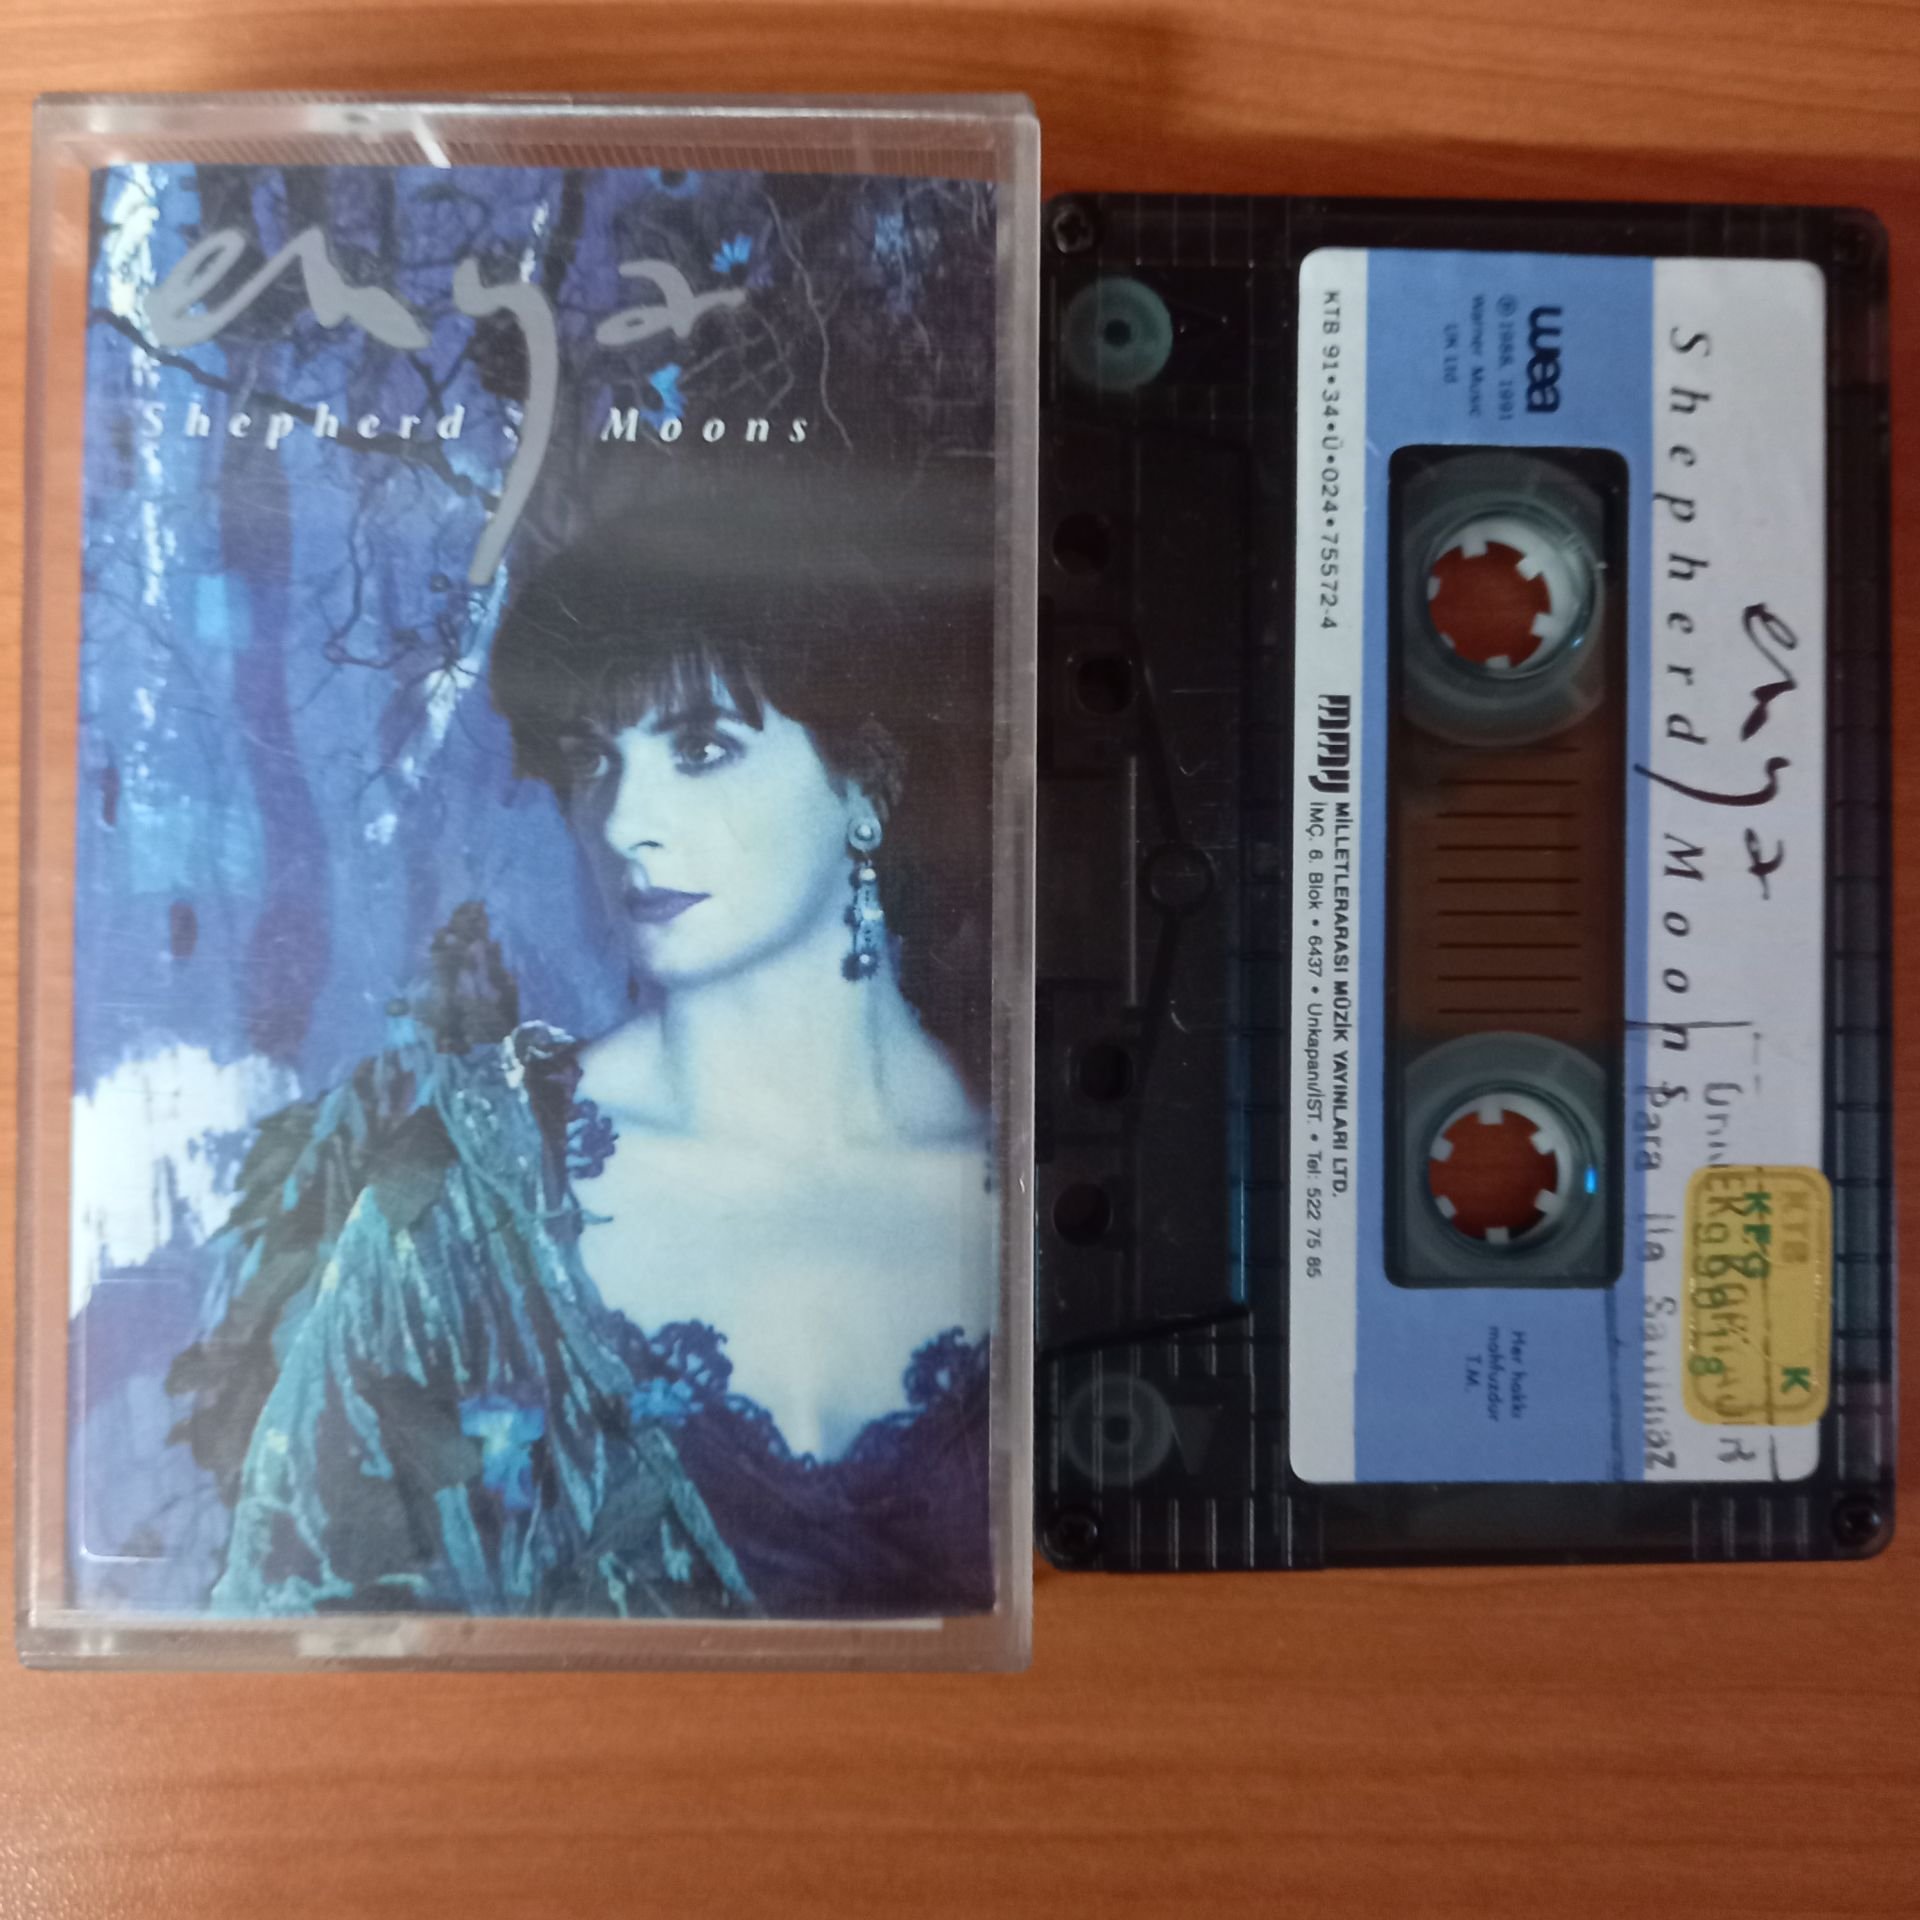 enya
Shepherd Moons
enya
Shepherd Moons
wea
℗ 1988, 1991
Warner Music
UK Ltd
KTB 91•34•Ü•024•75572-4
MMY MİLLETLERARASI MÜZİK YAYINLARI LTD.
İMÇ. 6. Blok • 6437 • Unkapanı/İST. • Tel: 522 75 85
Her hakkı
mahfuzdur
T.M.
Para ile Satılmaz
KTB
K